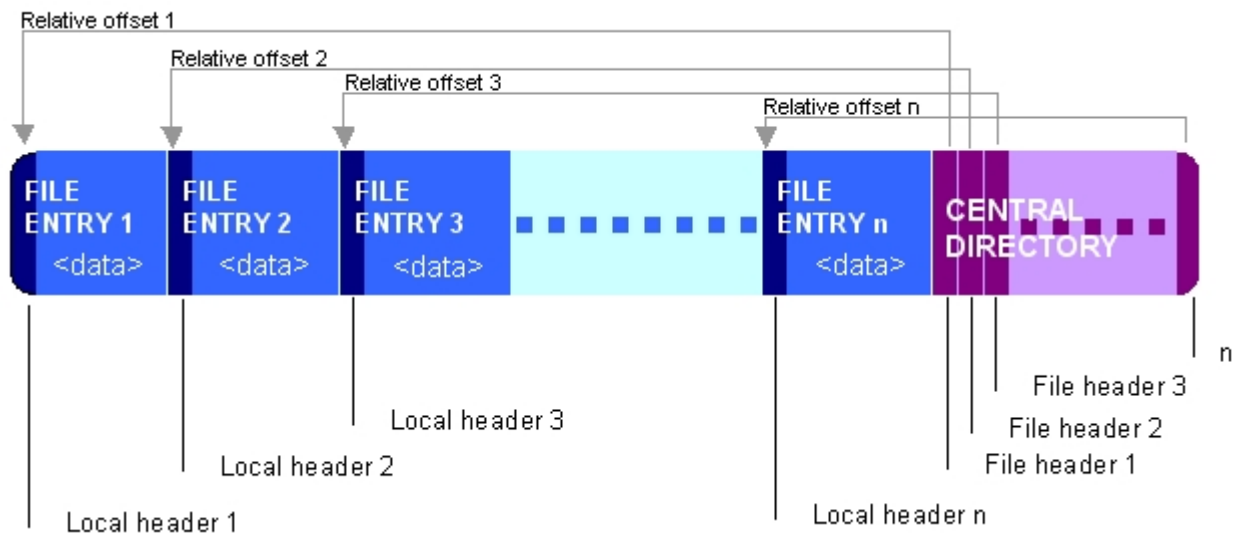 Relative offset 1
Relative offset 2
Relative offset 3
Relative offset n
FILE
ENTRY 1
<data>
FILE
ENTRY 2
<data>
FILE
ENTRY 3
<data>
FILE
ENTRY n
<data>
CENTRAL
DIRECTORY
n
File header 3
File header 2
File header 1
Local header 3
Local header 2
Local header 1
Local header n